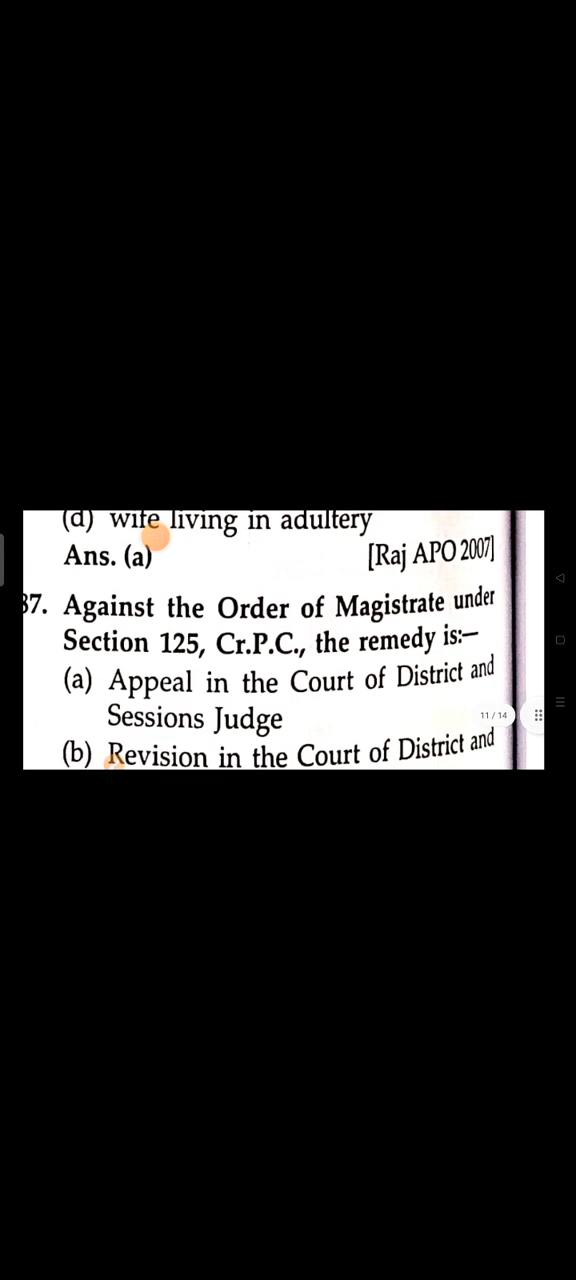 (d) wife living in adultery
Ans. (a) [Raj APO 2007]
37. Against the Order of Magistrate under
Section 125, Cr.P.C., the remedy is:–
(a) Appeal in the Court of District and
Sessions Judge
11 / 14
(b) Revision in the Court of District and